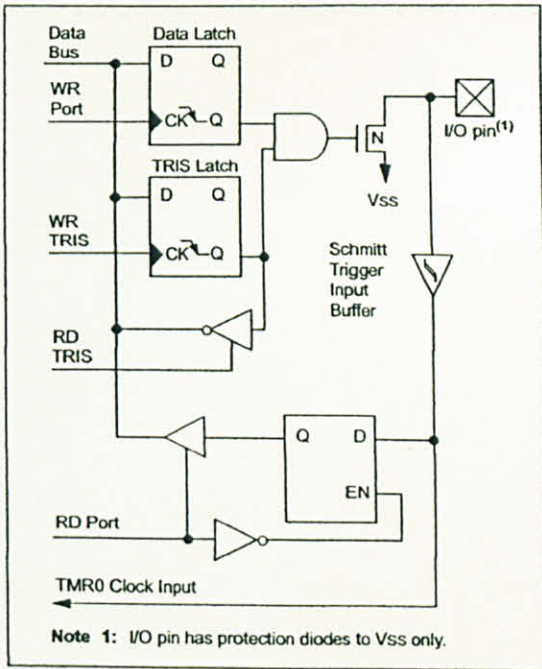 Data
Bus
Data Latch
D Q
WR
Port
CK Q
N
I/O pin(1)
Vss
TRIS Latch
D Q
WR
TRIS
CK Q
Schmitt
Trigger
Input
Buffer
RD
TRIS
Q D
EN
RD Port
TMR0 Clock Input
Note 1: I/O pin has protection diodes to Vss only.